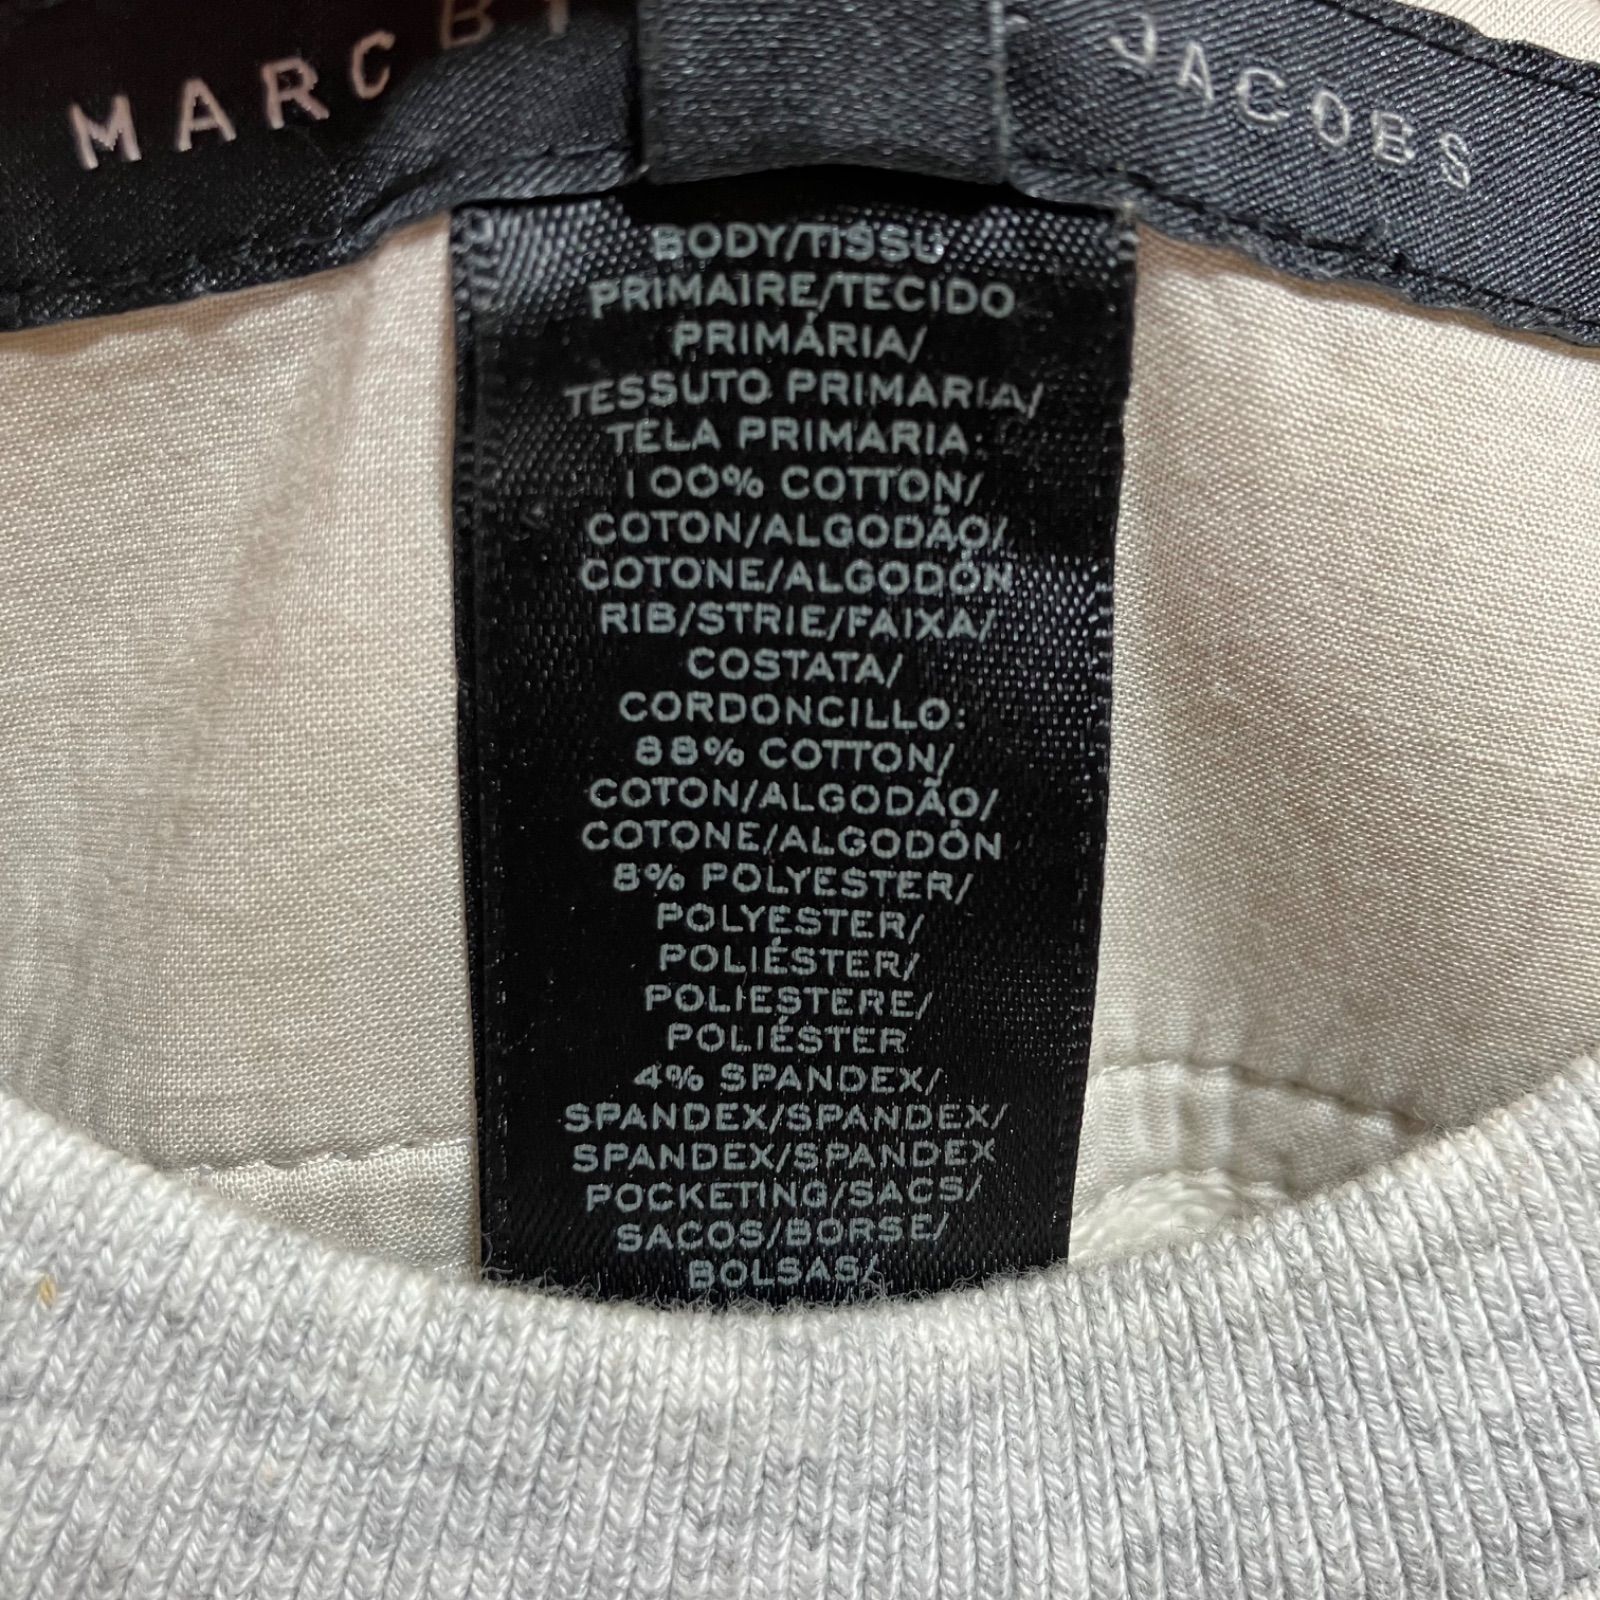 MARC BY JACOBS
BODY/TISSU
PRIMAIRE/TECIDO
PRIMÁRIA/
TESSUTO PRIMARIA/
TELA PRIMARIA:
100% COTTON/
COTON/ALGODÃO/
COTONE/ALGODÓN
RIB/STRIE/FAIXA/
COSTATA/
CORDONCILLO:
88% COTTON/
COTON/ALGODÃO/
COTONE/ALGODÓN
8% POLYESTER/
POLYESTER/
POLIÉSTER/
POLIESTERE/
POLIÉSTER
4% SPANDEX/
SPANDEX/SPANDEX/
SPANDEX/SPANDEX
POCKETING/SACS/
SACOS/BORSE/
BOLSAS/